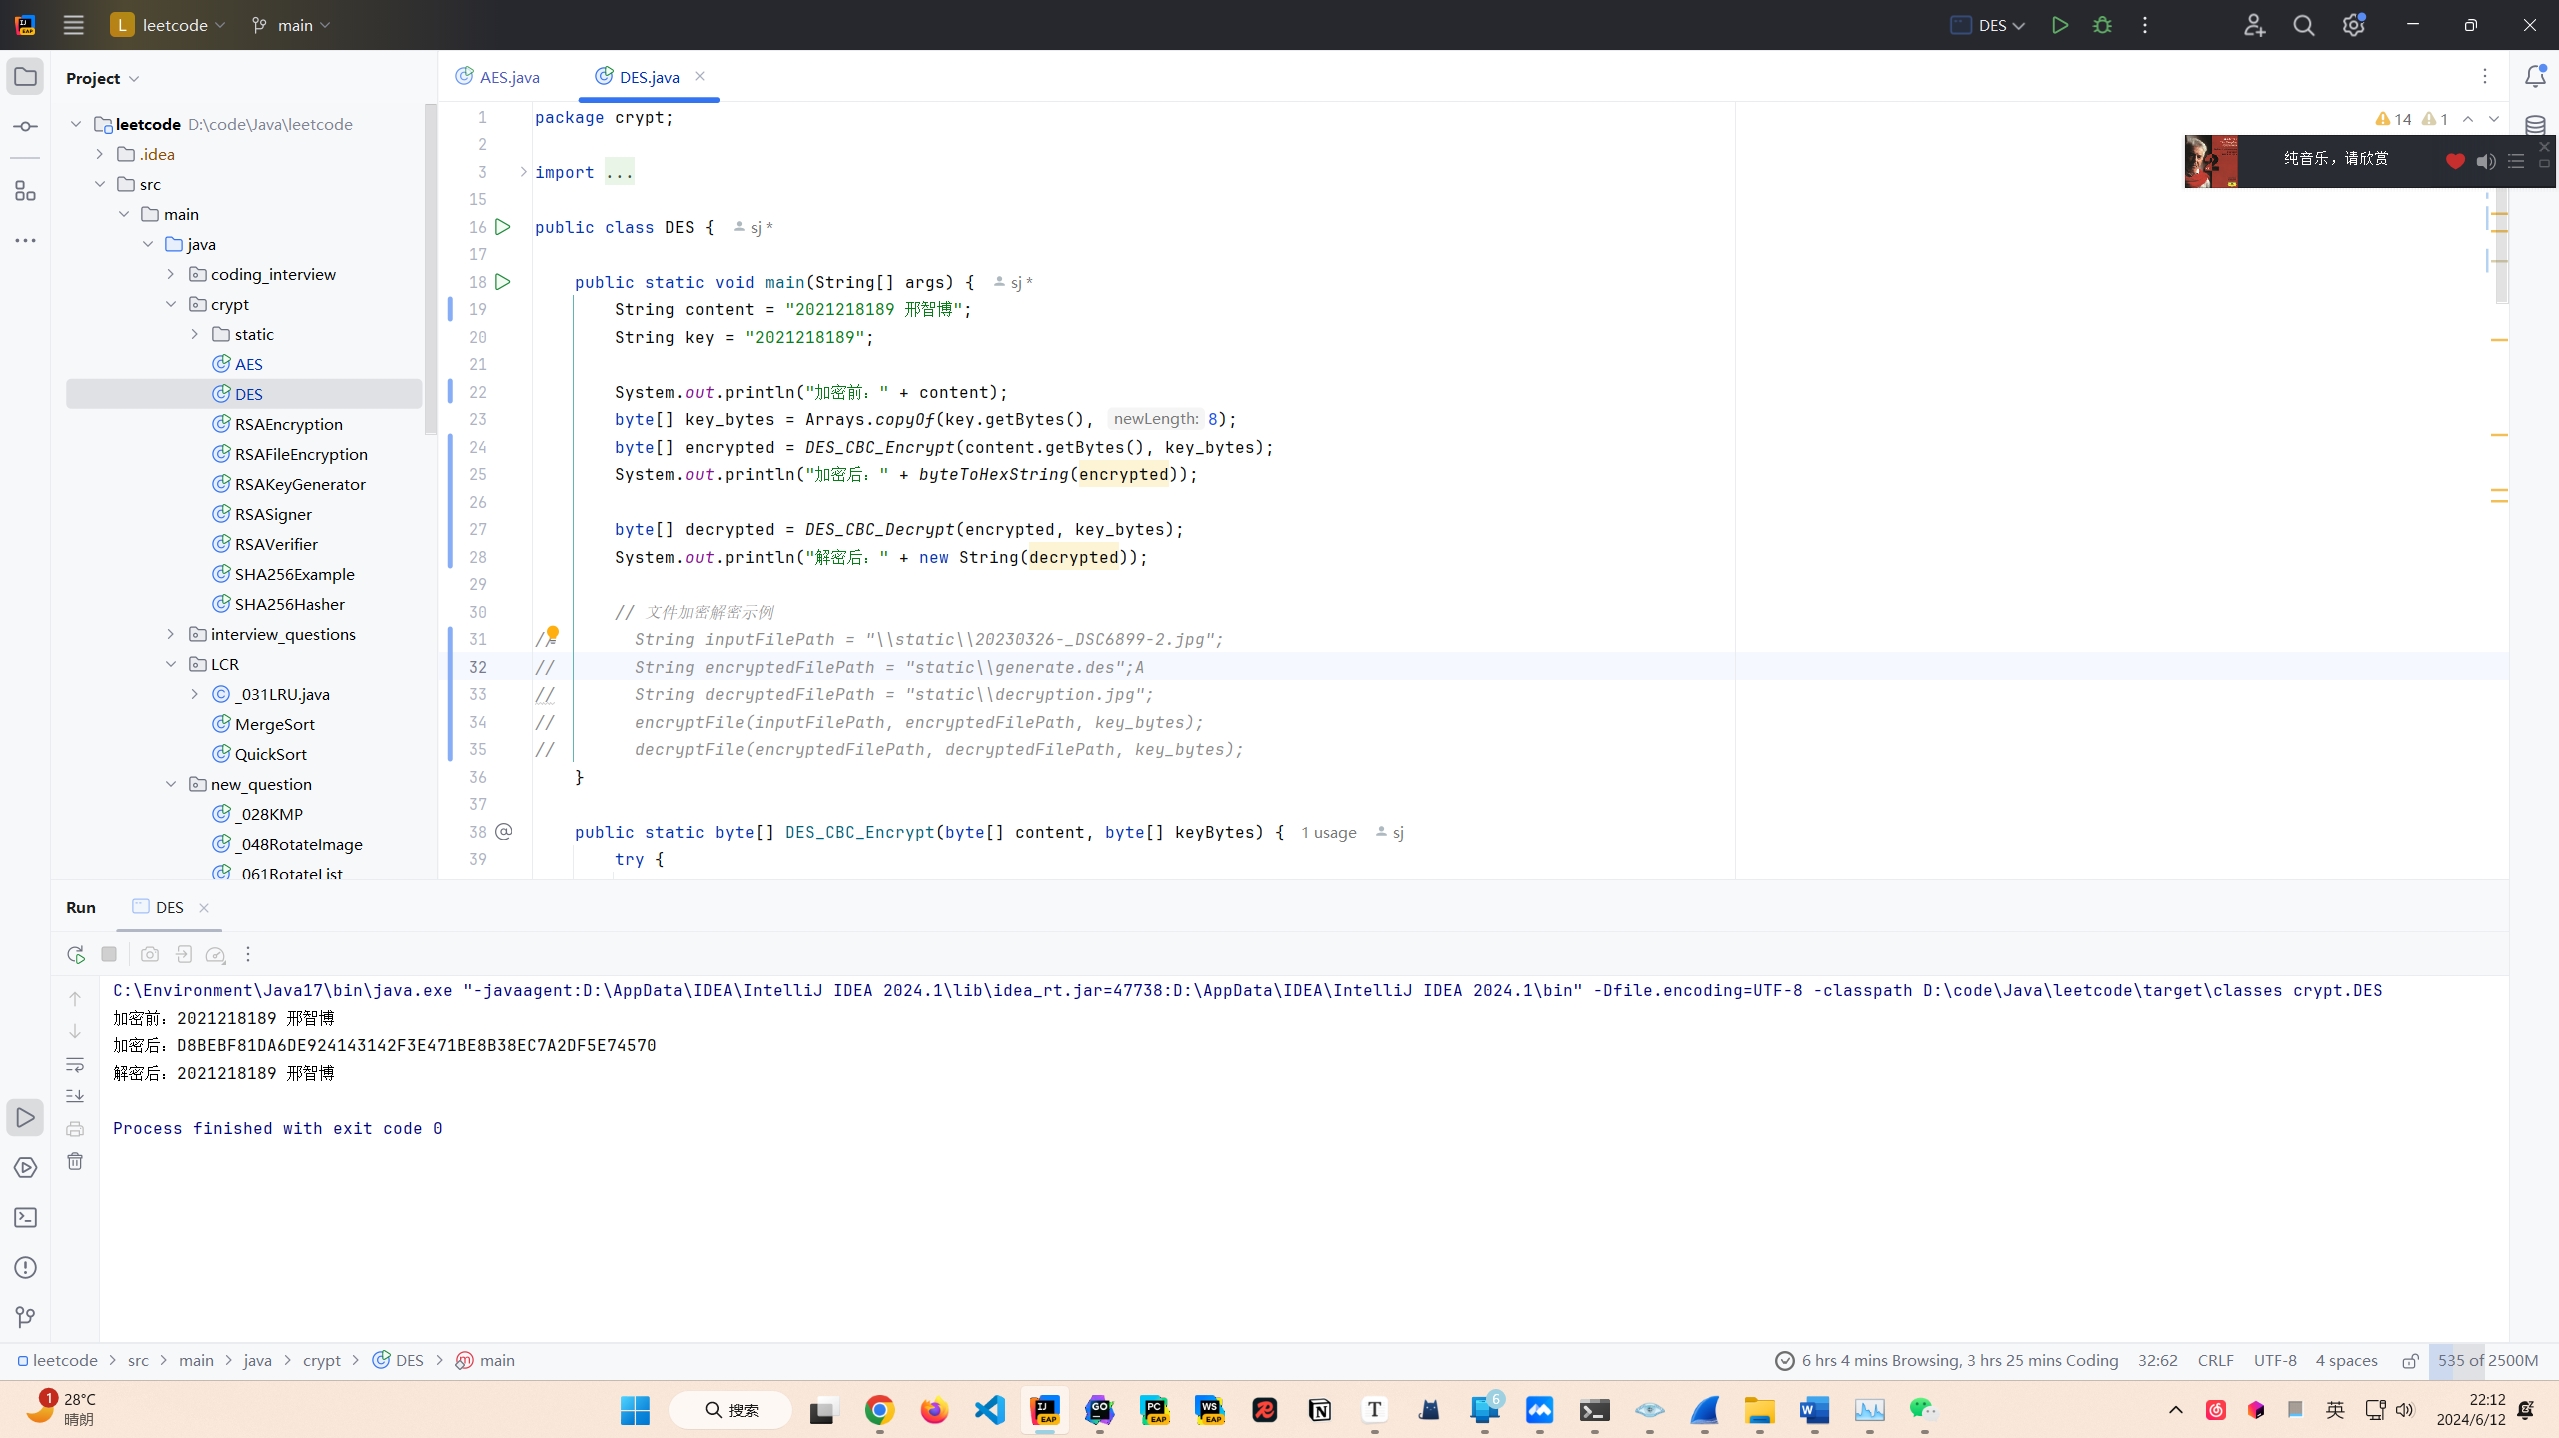 L leetcode main DES
Project
AES.java DES.java
leetcode D:\code\Java\leetcode
.idea
src
main
java
coding_interview
crypt
static
AES
DES
RSAEncryption
RSAFileEncryption
RSAKeyGenerator
RSASigner
RSAVerifier
SHA256Example
SHA256Hasher
interview_questions
LCR
_031LRU.java
MergeSort
QuickSort
new_question
_028KMP
_048RotateImage
_061RotateList
14 1
纯音乐，请欣赏
1 package crypt;
2
3 import ...
15
16 public class DES { sj *
17
18 public static void main(String[] args) { sj *
19 String content = "2021218189 邢智博";
20 String key = "2021218189";
21
22 System.out.println("加密前：" + content);
23 byte[] key_bytes = Arrays.copyOf(key.getBytes(), newLength: 8);
24 byte[] encrypted = DES_CBC_Encrypt(content.getBytes(), key_bytes);
25 System.out.println("加密后：" + byteToHexString(encrypted));
26
27 byte[] decrypted = DES_CBC_Decrypt(encrypted, key_bytes);
28 System.out.println("解密后：" + new String(decrypted));
29
30 // 文件加密解密示例
31 // String inputFilePath = "\\static\\20230326-_DSC6899-2.jpg";
32 // String encryptedFilePath = "static\\generate.des";A
33 // String decryptedFilePath = "static\\decryption.jpg";
34 // encryptFile(inputFilePath, encryptedFilePath, key_bytes);
35 // decryptFile(encryptedFilePath, decryptedFilePath, key_bytes);
36 }
37
38 public static byte[] DES_CBC_Encrypt(byte[] content, byte[] keyBytes) { 1 usage sj
39 try {
Run DES
C:\Environment\Java17\bin\java.exe "-javaagent:D:\AppData\IDEA\IntelliJ IDEA 2024.1\lib\idea_rt.jar=47738:D:\AppData\IDEA\IntelliJ IDEA 2024.1\bin" -Dfile.encoding=UTF-8 -classpath D:\code\Java\leetcode\target\classes crypt.DES
加密前：2021218189 邢智博
加密后：D8BEBF81DA6DE924143142F3E471BE8B38EC7A2DF5E74570
解密后：2021218189 邢智博
Process finished with exit code 0
leetcode src main java crypt DES main
6 hrs 4 mins Browsing, 3 hrs 25 mins Coding 32:62 CRLF UTF-8 4 spaces 535 of 2500M
1 28°C
晴朗
搜索
6
英
22:12
2024/6/12